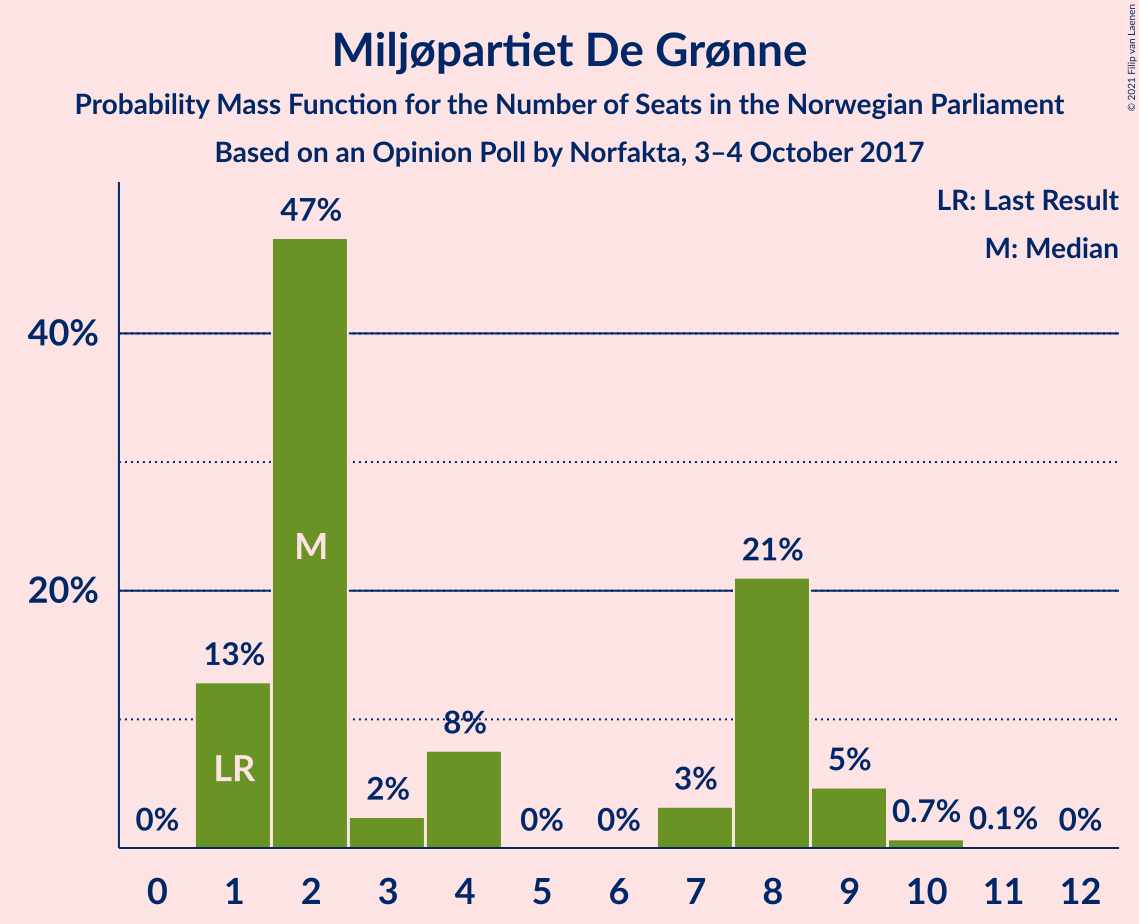 Miljøpartiet De Grønne
Probability Mass Function for the Number of Seats in the Norwegian Parliament
Based on an Opinion Poll by Norfakta, 3–4 October 2017
© 2021 Filip van Laenen
LR: Last Result
M: Median
40%
20%
0%
13%
47%
2%
8%
0%
0%
3%
21%
5%
0.7%
0.1%
0%
LR
M
0 1 2 3 4 5 6 7 8 9 10 11 12